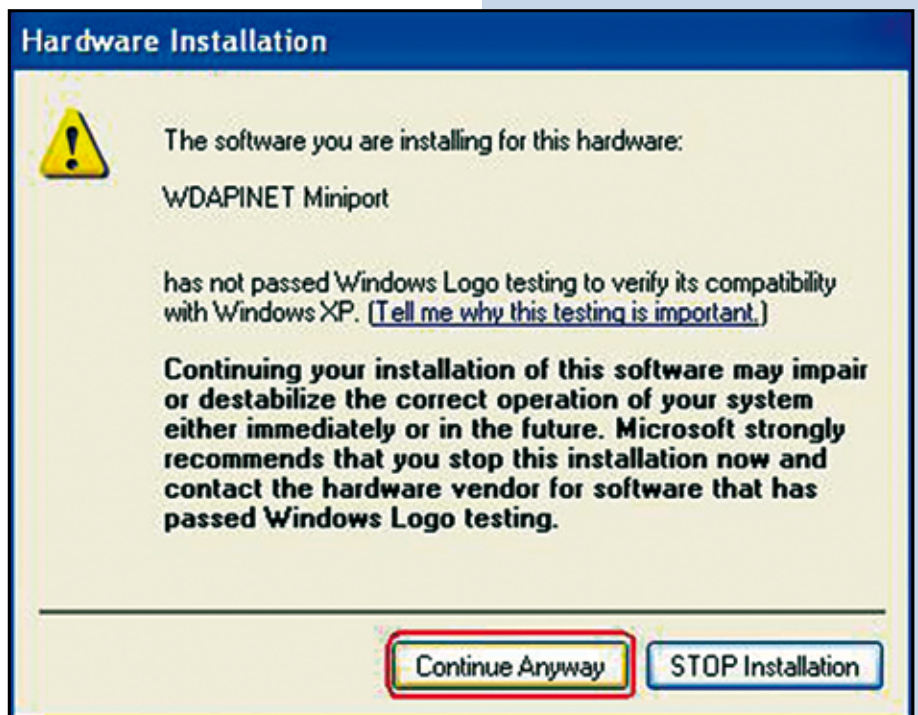 Hardware Installation
The software you are installing for this hardware:
WDAPINET Miniport
has not passed Windows Logo testing to verify its compatibility
with Windows XP. (Tell me why this testing is important.)
Continuing your installation of this software may impair
or destabilize the correct operation of your system
either immediately or in the future. Microsoft strongly
recommends that you stop this installation now and
contact the hardware vendor for software that has
passed Windows Logo testing.
Continue Anyway
STOP Installation